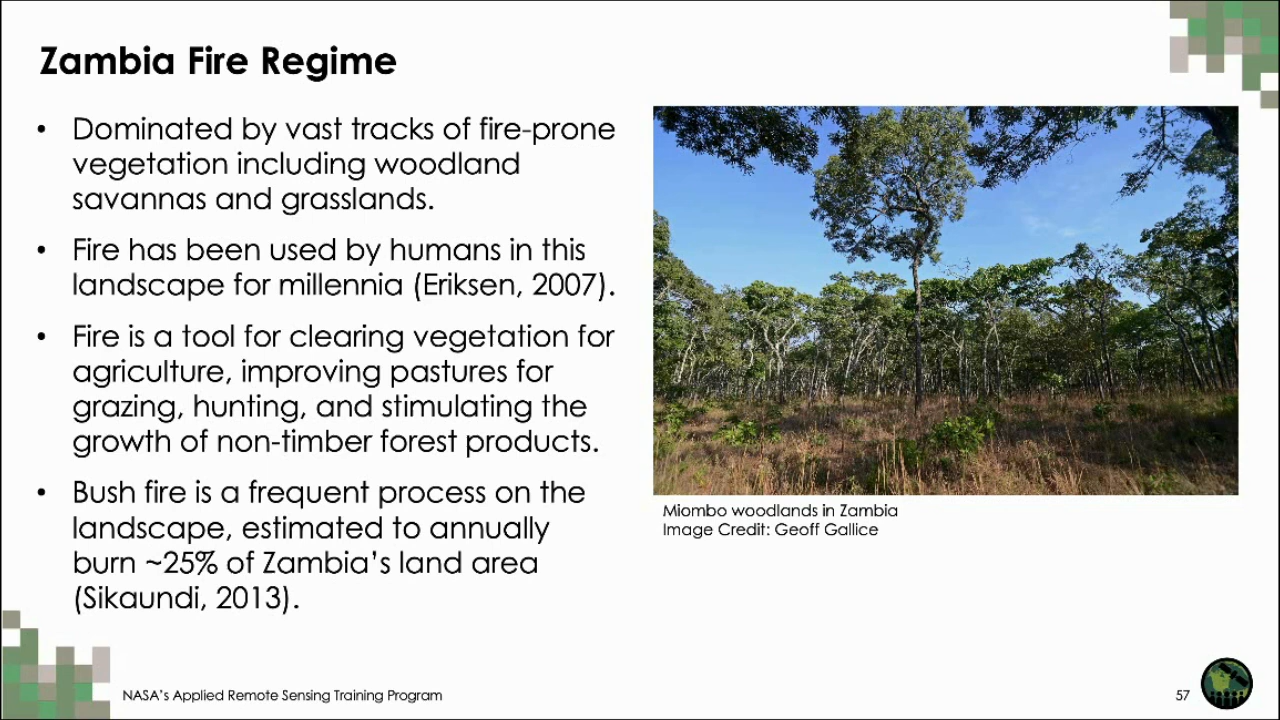 Zambia Fire Regime
• Dominated by vast tracks of fire-prone
vegetation including woodland
savannas and grasslands.
• Fire has been used by humans in this
landscape for millennia (Eriksen, 2007).
• Fire is a tool for clearing vegetation for
agriculture, improving pastures for
grazing, hunting, and stimulating the
growth of non-timber forest products.
• Bush fire is a frequent process on the
landscape, estimated to annually
burn ~25% of Zambia's land area
(Sikaundi, 2013).
Miombo woodlands in Zambia
Image Credit: Geoff Gallice
NASA's Applied Remote Sensing Training Program
57